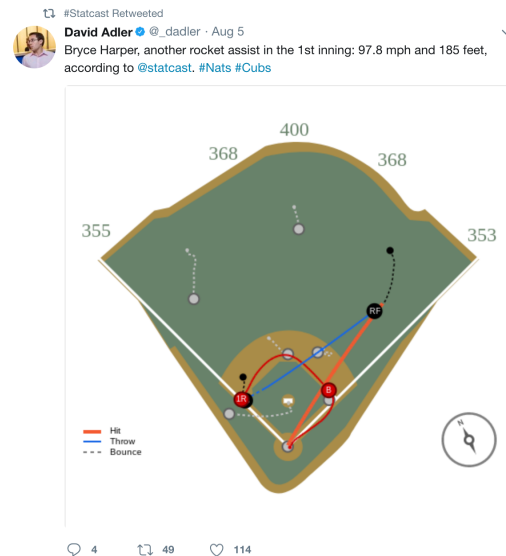 #Statcast Retweeted
David Adler @_dadler · Aug 5
Bryce Harper, another rocket assist in the 1st inning: 97.8 mph and 185 feet,
according to @statcast. #Nats #Cubs
400
368
368
355
353
RF
1R
B
N
Hit
Throw
Bounce
4
49
114